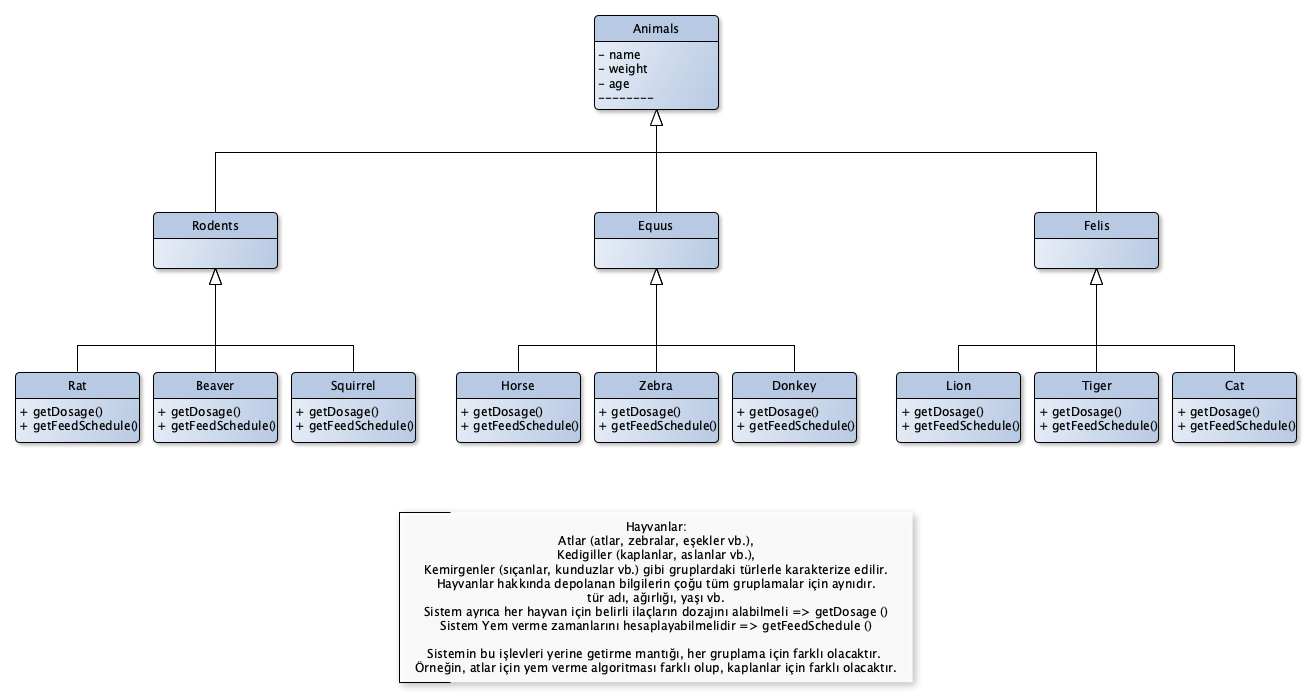 Animals
- name
- weight
- age
--------
Rodents
Equus
Felis
Rat
+ getDosage()
+ getFeedSchedule()
Beaver
+ getDosage()
+ getFeedSchedule()
Squirrel
+ getDosage()
+ getFeedSchedule()
Horse
+ getDosage()
+ getFeedSchedule()
Zebra
+ getDosage()
+ getFeedSchedule()
Donkey
+ getDosage()
+ getFeedSchedule()
Lion
+ getDosage()
+ getFeedSchedule()
Tiger
+ getDosage()
+ getFeedSchedule()
Cat
+ getDosage()
+ getFeedSchedule()
Hayvanlar:
Atlar (atlar, zebralar, eşekler vb.),
Kedigiller (kaplanlar, aslanlar vb.),
Kemirgenler (sıçanlar, kunduzlar vb.) gibi gruplardaki türlerle karakterize edilir.
Hayvanlar hakkında depolanan bilgilerin çoğu tüm gruplamalar için aynıdır.
tür adı, ağırlığı, yaşı vb.
Sistem ayrıca her hayvan için belirli ilaçların dozajını alabilmeli => getDosage ()
Sistem Yem verme zamanlarını hesaplayabilmelidir => getFeedSchedule ()
Sistemin bu işlevleri yerine getirme mantığı, her gruplama için farklı olacaktır.
Örneğin, atlar için yem verme algoritması farklı olup, kaplanlar için farklı olacaktır.